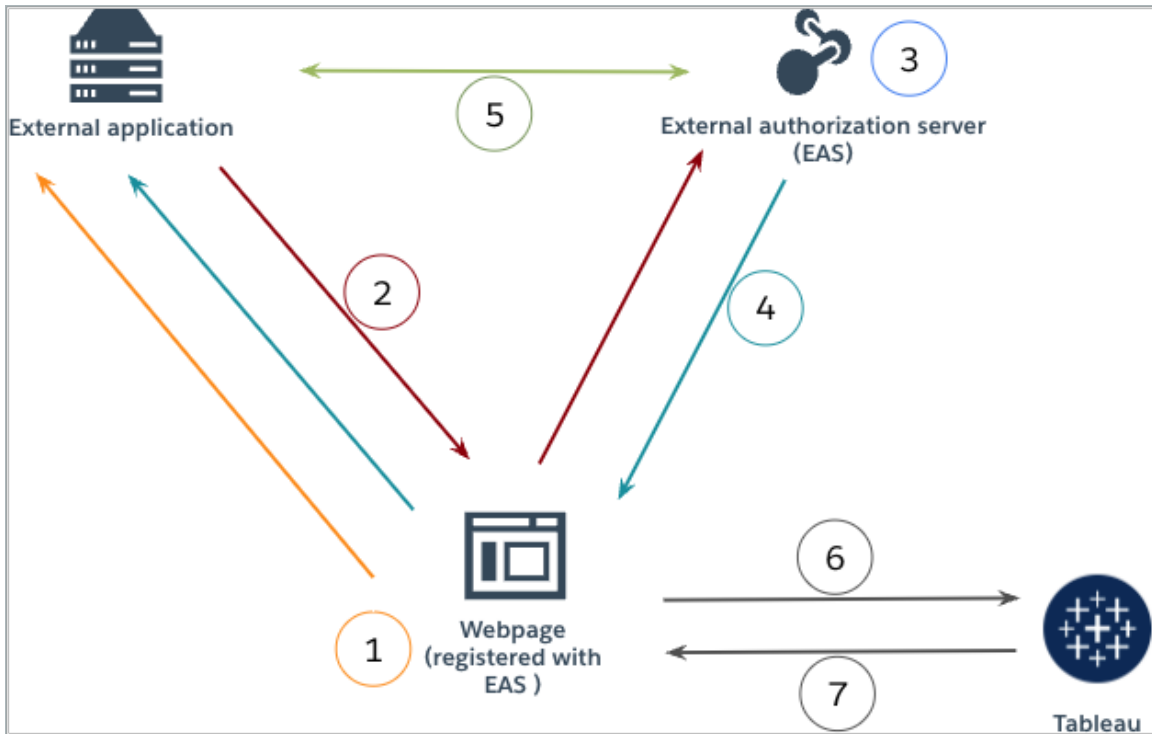 3
5
External application
External authorization server
(EAS)
2
4
6
1
Webpage
(registered with
EAS )
7
Tableau